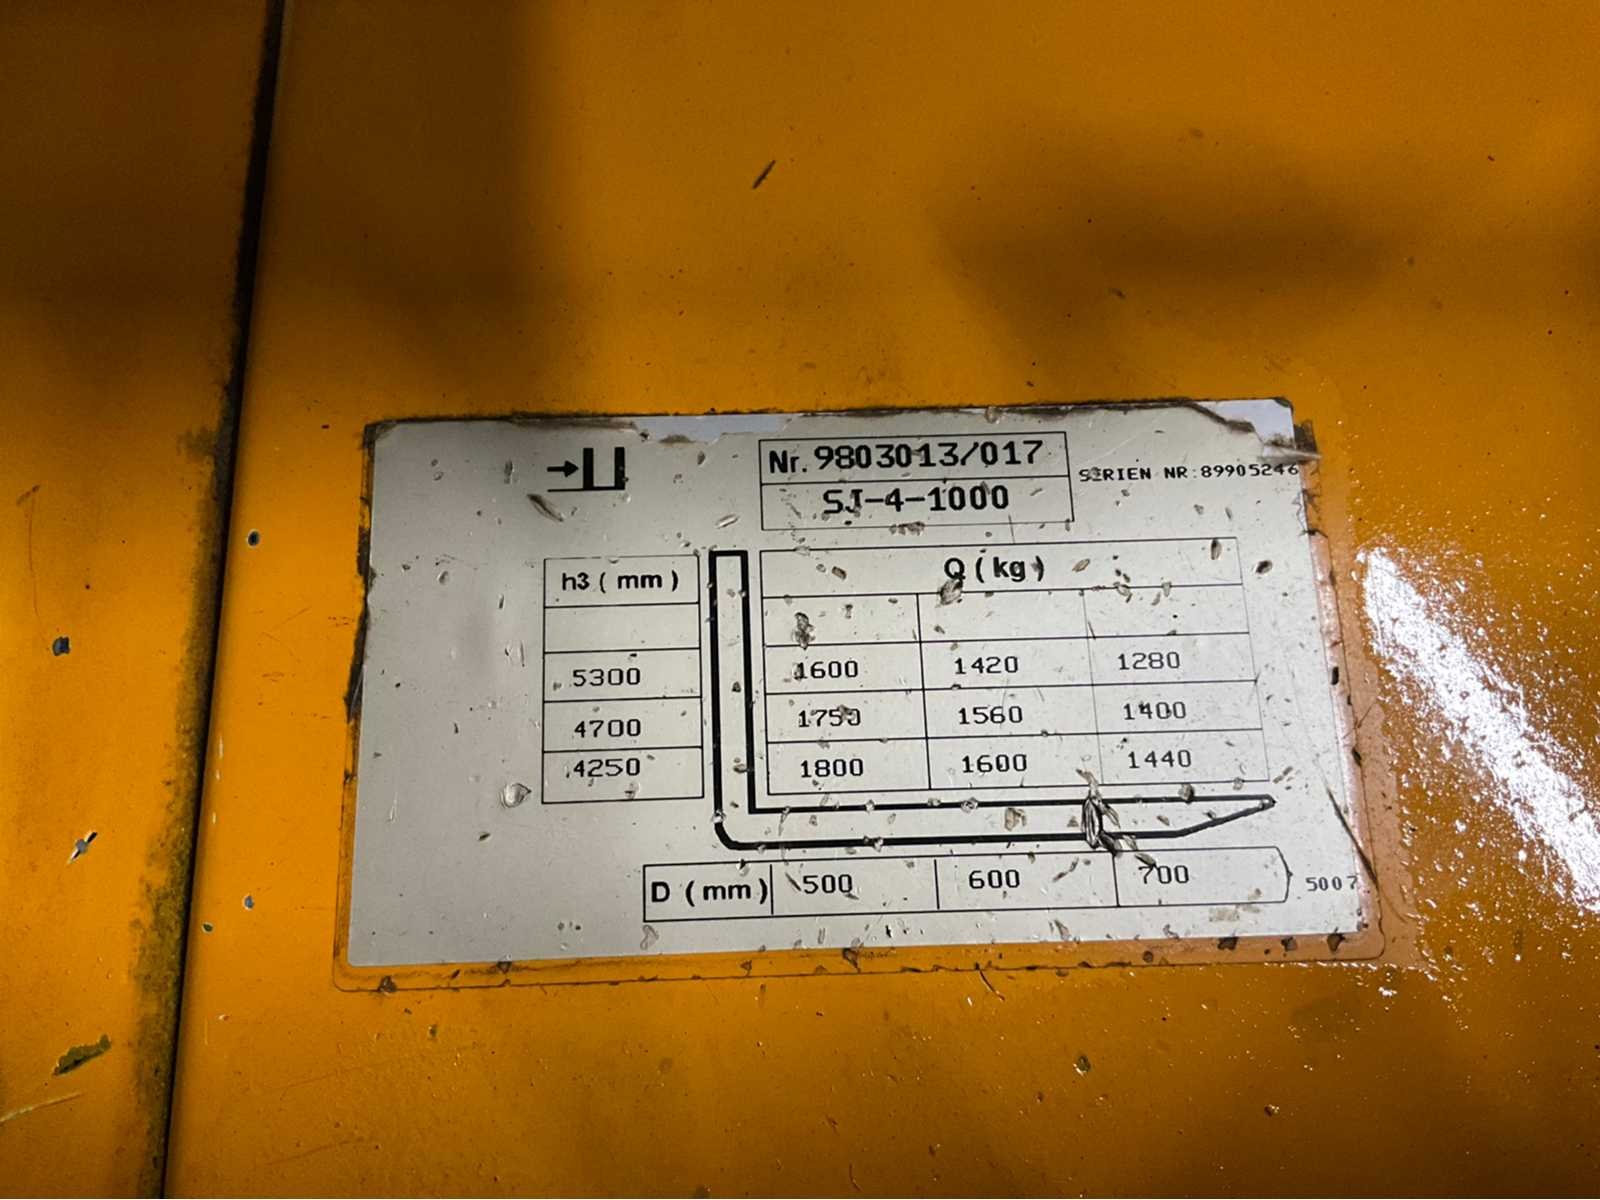 Nr. 9803013/017
SJ-4-1000
SERIEN NR:89905246
h3 ( mm ) Q ( kg )
5300 1600 1420 1280
4700 1750 1560 1400
4250 1800 1600 1440
D ( mm ) 500 600 700
5007